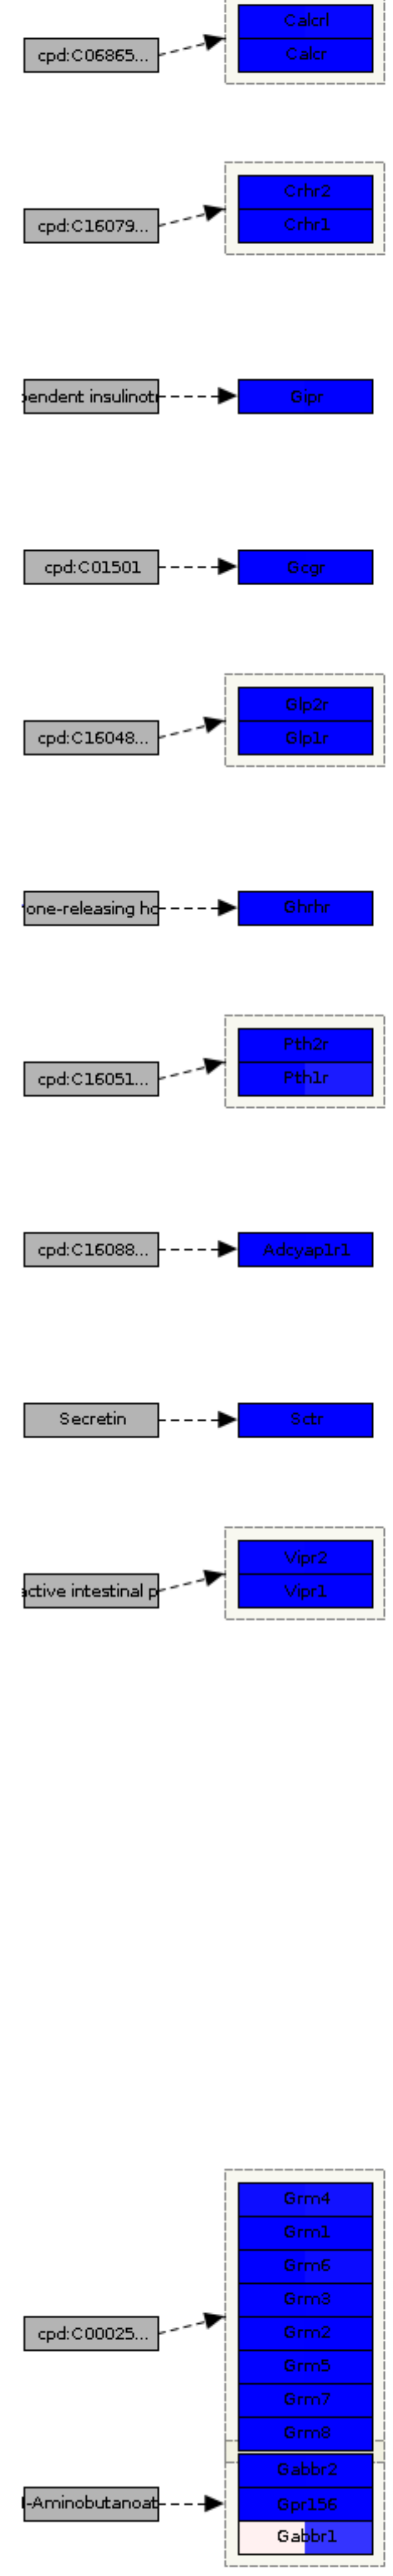 Calcrl
cpd:C06865...
Calcr
Crhr2
cpd:C16079...
Crhr1
pendent insulinotr
Gipr
cpd:C01501
Gcgr
Glp2r
cpd:C16048...
Glp1r
one-releasing ho
Ghrhr
Pth2r
cpd:C16051...
Pth1r
cpd:C16088...
Adcyap1r1
Secretin
Sctr
Vipr2
active intestinal p
Vipr1
Grm4
Grm1
Grm6
Grm3
cpd:C00025...
Grm2
Grm5
Grm7
Grm8
Gabbr2
l-Aminobutanoat
Gpr156
Gabbr1